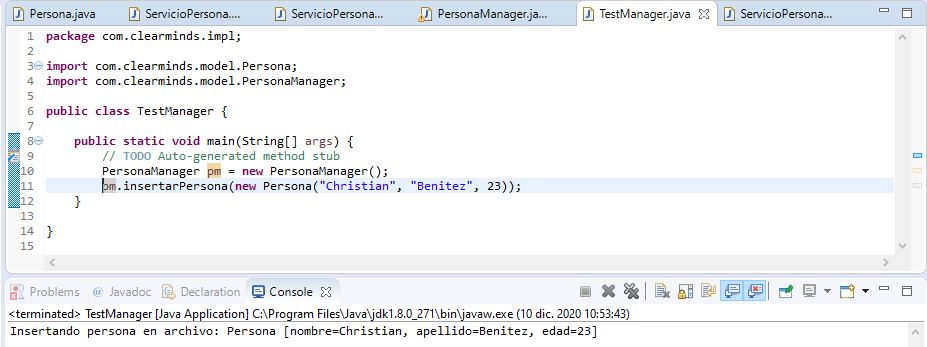 Persona.java ServicioPersona.... ServicioPersona... PersonaManager.ja... TestManager.java ServicioPersona...
1 package com.clearminds.impl;
2
3 import com.clearminds.model.Persona;
4 import com.clearminds.model.PersonaManager;
5
6 public class TestManager {
7
8 public static void main(String[] args) {
9 // TODO Auto-generated method stub
10 PersonaManager pm = new PersonaManager();
11 pm.insertarPersona(new Persona("Christian", "Benitez", 23));
12 }
13
14 }
15
Problems @ Javadoc Declaration Console
<terminated> TestManager [Java Application] C:\Program Files\Java\jdk1.8.0_271\bin\javaw.exe (10 dic. 2020 10:53:43)
Insertando persona en archivo: Persona [nombre=Christian, apellido=Benitez, edad=23]